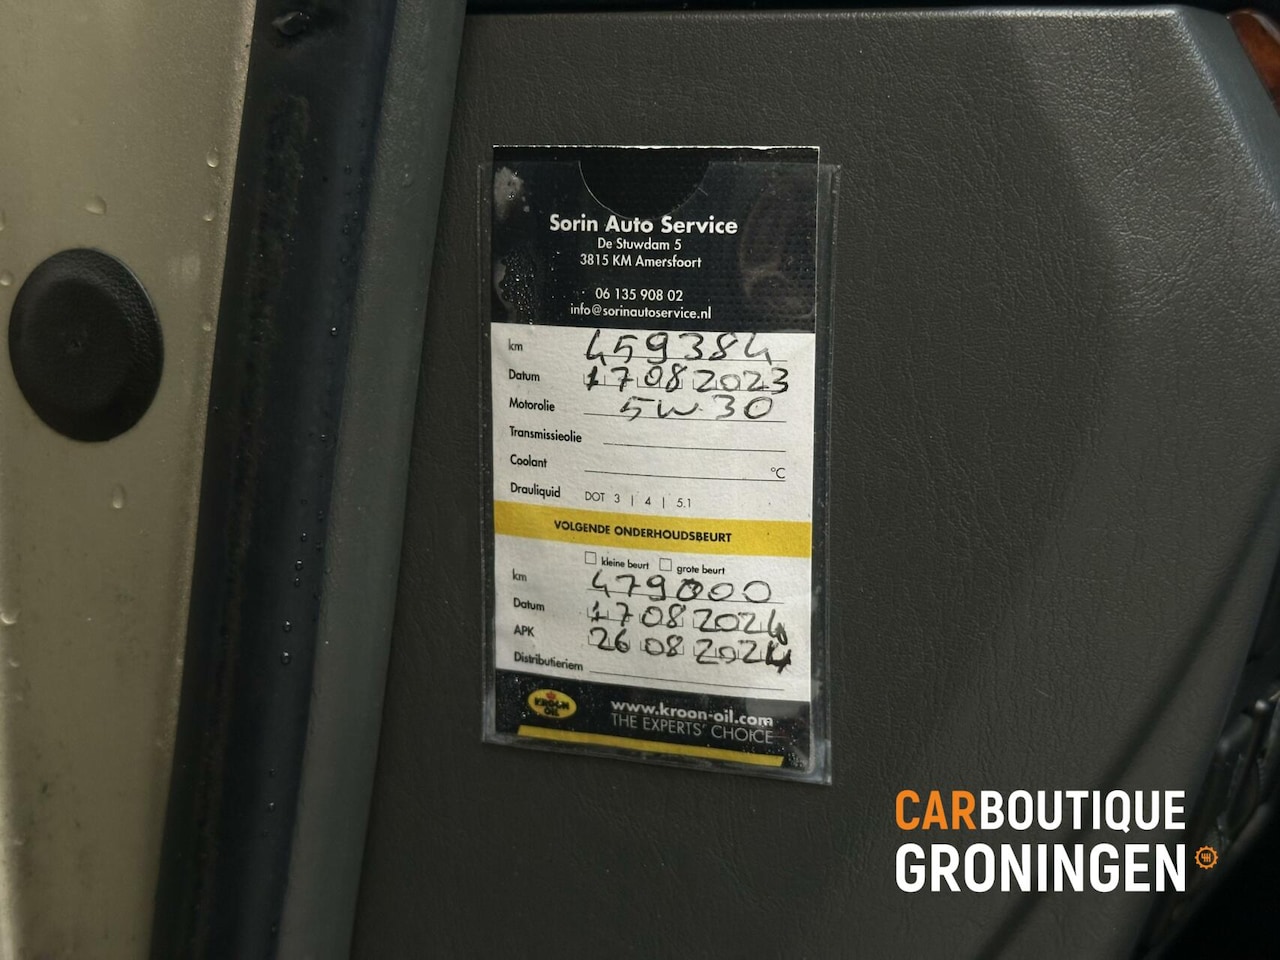 Sorin Auto Service
De Stuwdam 5
3815 KM Amersfoort
06 135 908 02
info@sorinautoservice.nl
km 459384
Datum 17 08 2023
Motorolie 5W-30
Transmissieolie
Coolant °C
Drauliquid DOT 3 | 4 | 5.1
VOLGENDE ONDERHOUDSBEURT
kleine beurt grote beurt
km 479000
Datum 17 08 2024
APK 26 08 2024
Distributieriem
KROON OIL
www.kroon-oil.com
THE EXPERTS' CHOICE
CARBOUTIQUE
GRONINGEN